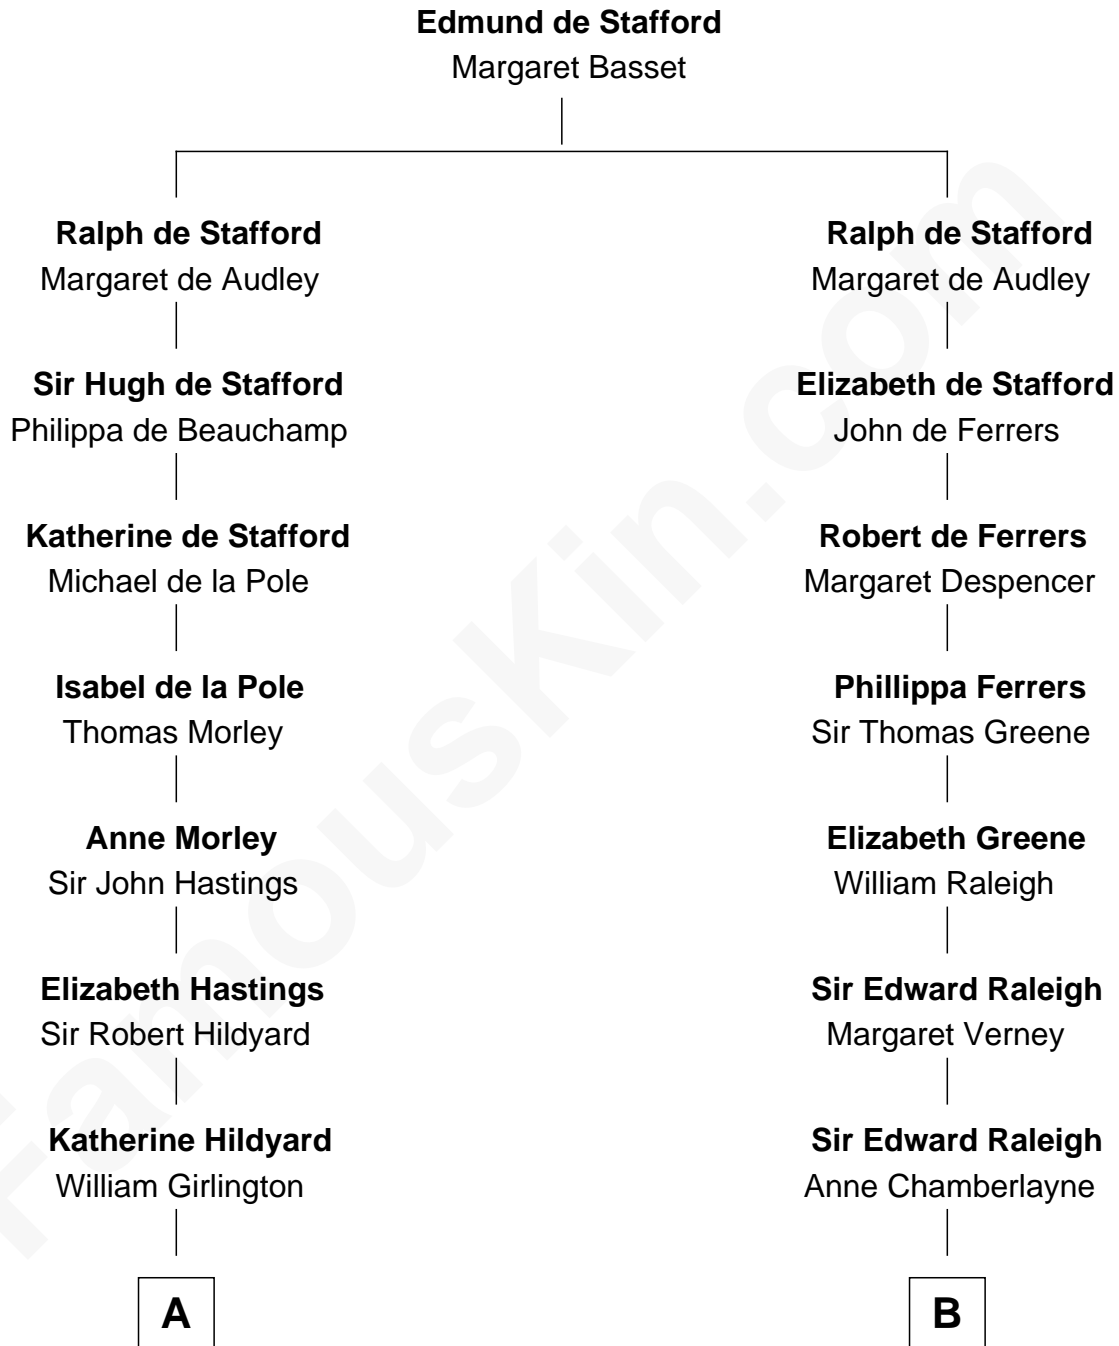 Edmund de Stafford
Margaret Basset
Ralph de Stafford
Margaret de Audley
Sir Hugh de Stafford
Philippa de Beauchamp
Katherine de Stafford
Michael de la Pole
Isabel de la Pole
Thomas Morley
Anne Morley
Sir John Hastings
Elizabeth Hastings
Sir Robert Hildyard
Katherine Hildyard
William Girlington
A
Ralph de Stafford
Margaret de Audley
Elizabeth de Stafford
John de Ferrers
Robert de Ferrers
Margaret Despencer
Phillippa Ferrers
Sir Thomas Greene
Elizabeth Greene
William Raleigh
Sir Edward Raleigh
Margaret Verney
Sir Edward Raleigh
Anne Chamberlayne
B
FamousKin.com